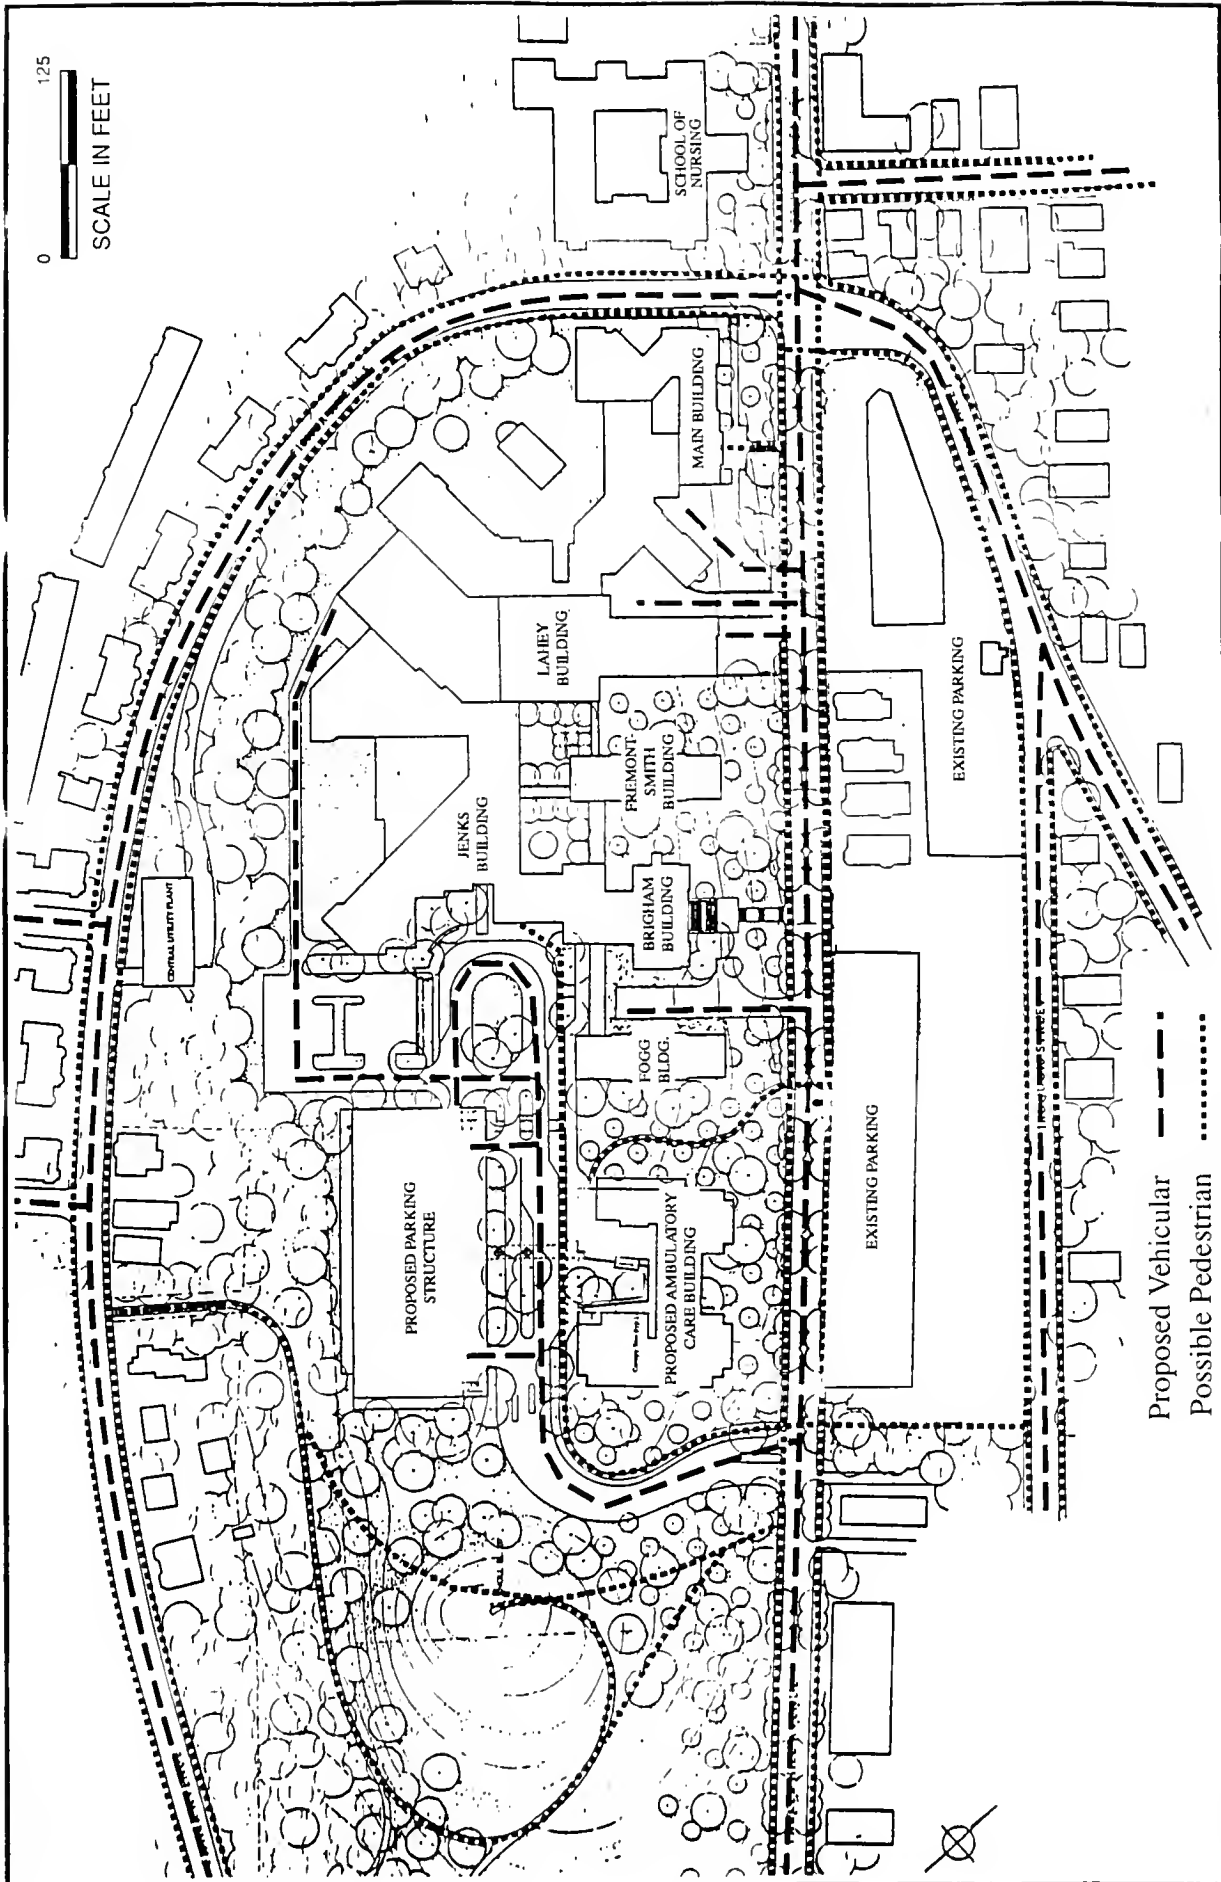 0 125
SCALE IN FEET
SCHOOL OF
NURSING
MAIN BUILDING
LAHEY
BUILDING
FREMONT-
SMITH
BUILDING
JENKS
BUILDING
BRIGHAM
BUILDING
CENTRAL UTILITY PLANT
FOGG
BLDG.
PROPOSED PARKING
STRUCTURE
PROPOSED AMBULATORY
CARE BUILDING
EXISTING PARKING
EXISTING PARKING
Proposed Vehicular
Possible Pedestrian